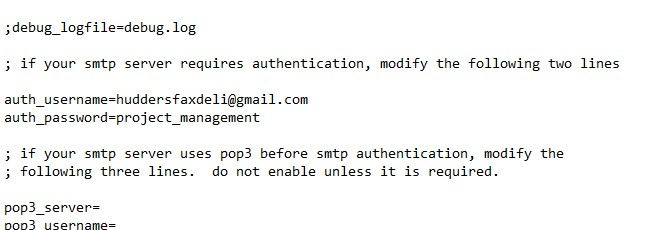 ;debug_logfile=debug.log
; if your smtp server requires authentication, modify the following two lines
auth_username=huddersfaxdeli@gmail.com
auth_password=project_management
; if your smtp server uses pop3 before smtp authentication, modify the
; following three lines.  do not enable unless it is required.
pop3_server=
pop3_username=